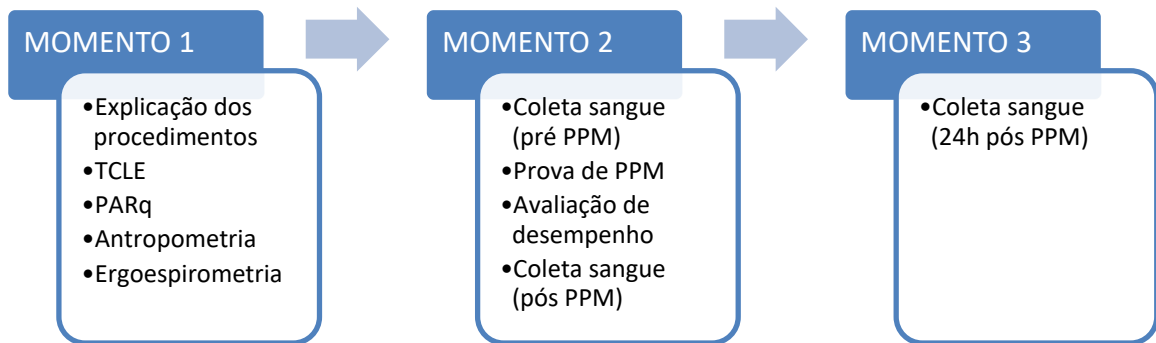 MOMENTO 1
•Explicação dos
procedimentos
•TCLE
•PARq
•Antropometria
•Ergoespirometria
MOMENTO 2
•Coleta sangue
(pré PPM)
•Prova de PPM
•Avaliação de
desempenho
•Coleta sangue
(pós PPM)
MOMENTO 3
•Coleta sangue
(24h pós PPM)